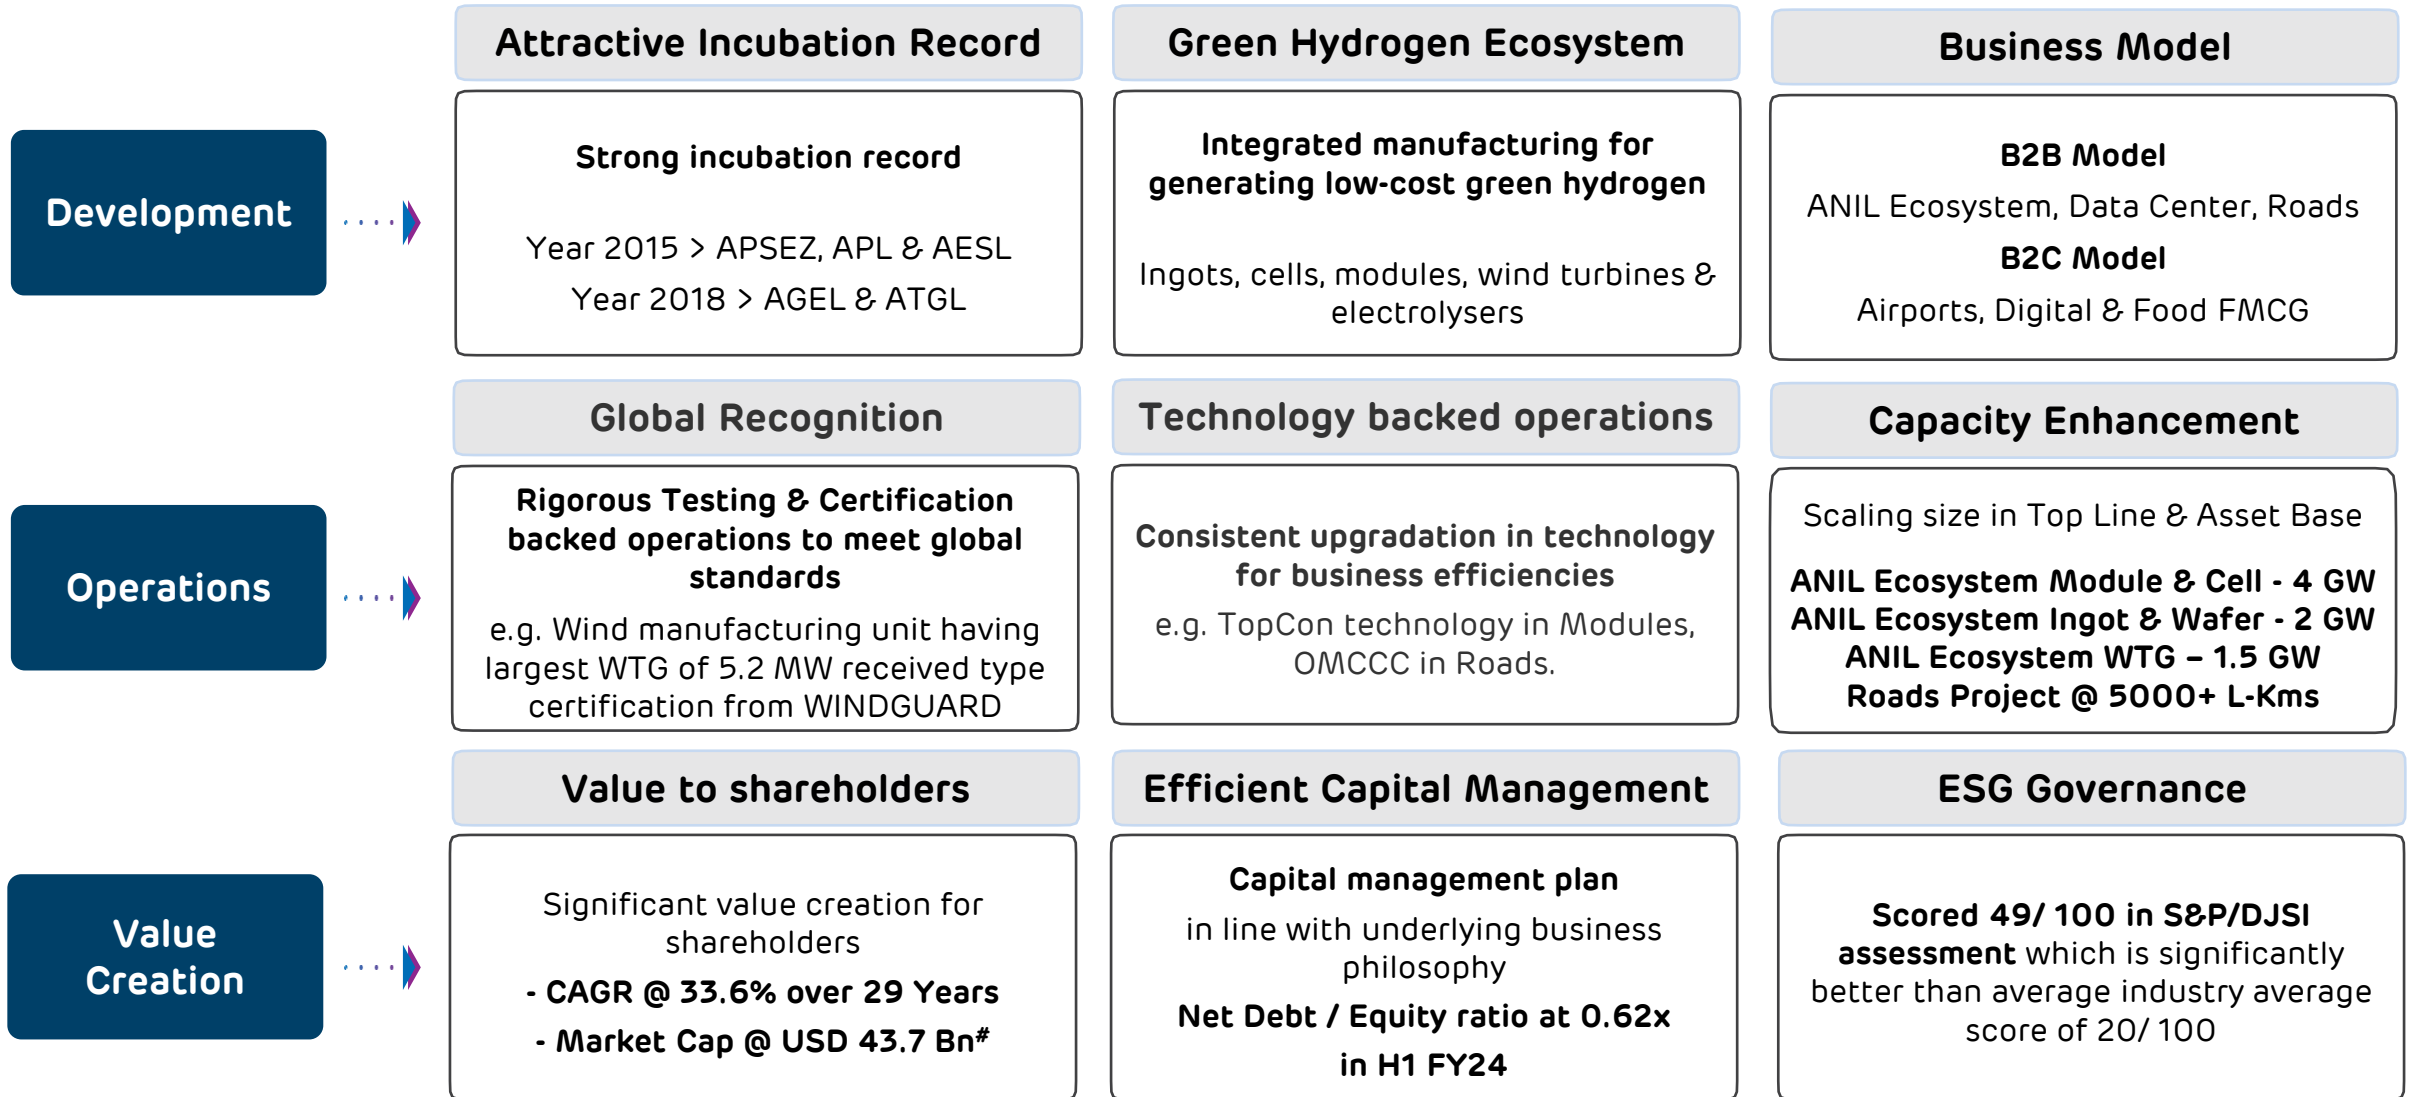 Attractive Incubation Record
Green Hydrogen Ecosystem
Business Model
Development
Strong incubation record
Year 2015 > APSEZ, APL & AESL
Year 2018 > AGEL & ATGL
Integrated manufacturing for
generating low-cost green hydrogen
Ingots, cells, modules, wind turbines &
electrolysers
B2B Model
ANIL Ecosystem, Data Center, Roads
B2C Model
Airports, Digital & Food FMCG
Global Recognition
Technology backed operations
Capacity Enhancement
Operations
Rigorous Testing & Certification
backed operations to meet global
standards
e.g. Wind manufacturing unit having
largest WTG of 5.2 MW received type
certification from WINDGUARD
Consistent upgradation in technology
for business efficiencies
e.g. TopCon technology in Modules,
OMCCC in Roads.
Scaling size in Top Line & Asset Base
ANIL Ecosystem Module & Cell - 4 GW
ANIL Ecosystem Ingot & Wafer - 2 GW
ANIL Ecosystem WTG – 1.5 GW
Roads Project @ 5000+ L-Kms
Value to shareholders
Efficient Capital Management
ESG Governance
Value
Creation
Significant value creation for
shareholders
- CAGR @ 33.6% over 29 Years
- Market Cap @ USD 43.7 Bn#
Capital management plan
in line with underlying business
philosophy
Net Debt / Equity ratio at 0.62x
in H1 FY24
Scored 49/ 100 in S&P/DJSI
assessment which is significantly
better than average industry average
score of 20/ 100